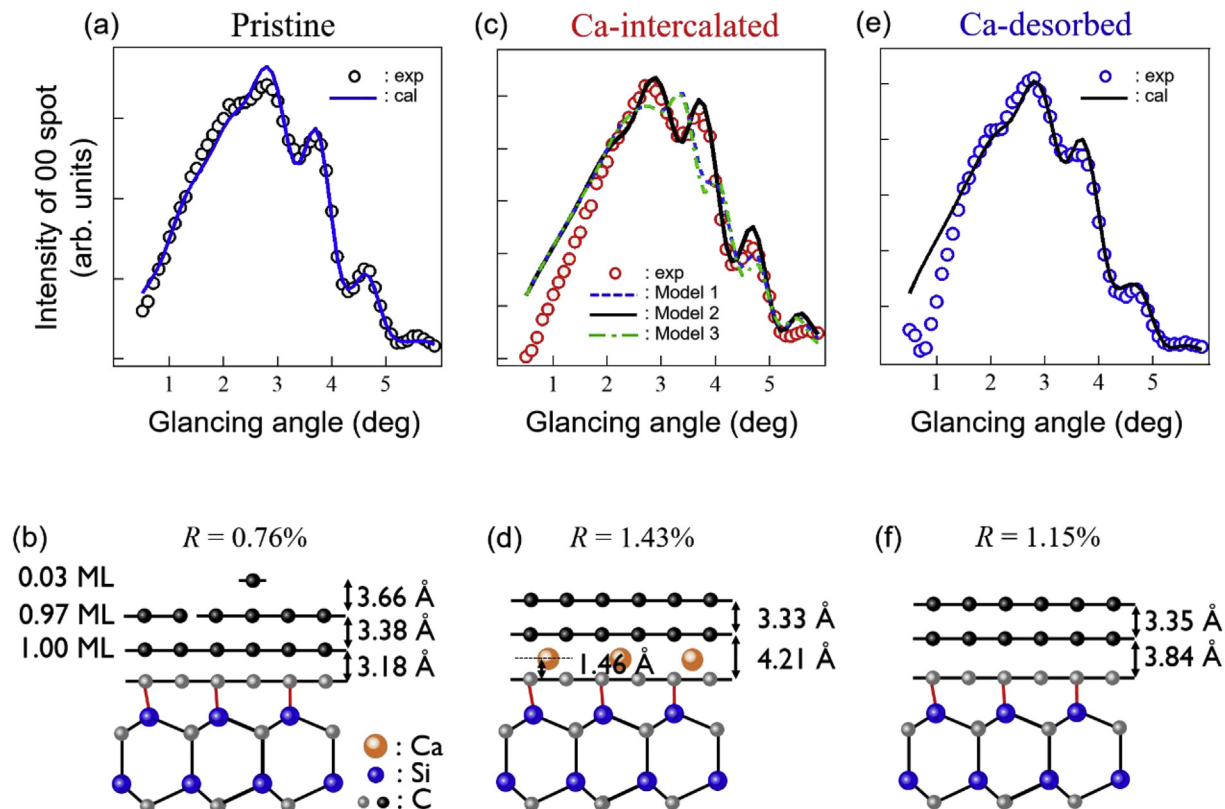 (a) Pristine
(c) Ca-intercalated
(e) Ca-desorbed
Intensity of 00 spot
(arb. units)
: exp
: cal
: exp
: Model 1
: Model 2
: Model 3
: exp
: cal
1 2 3 4 5
1 2 3 4 5
1 2 3 4 5
Glancing angle (deg)
Glancing angle (deg)
Glancing angle (deg)
(b) R = 0.76%
0.03 ML
0.97 ML
1.00 ML
3.66 Å
3.38 Å
3.18 Å
: Ca
: Si
: C
(d) R = 1.43%
3.33 Å
1.46 Å
4.21 Å
(f) R = 1.15%
3.35 Å
3.84 Å